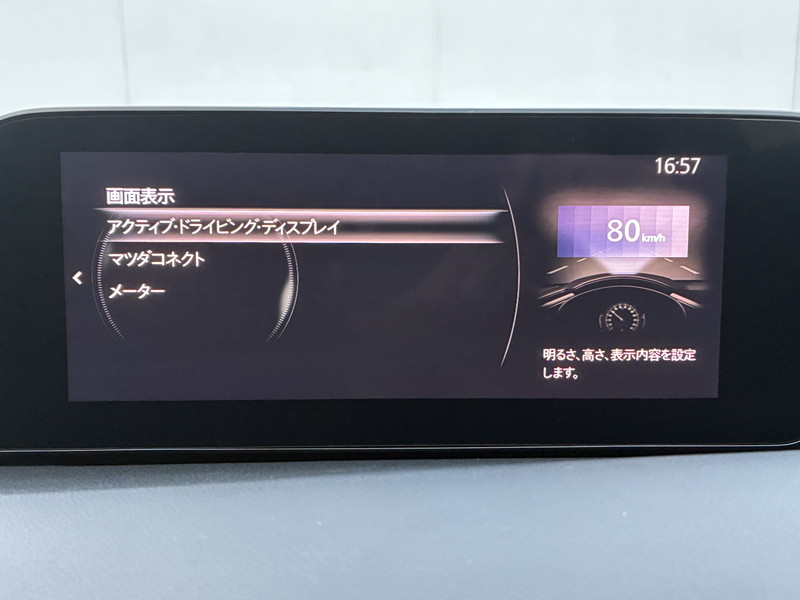 16:57
画面表示
アクティブ・ドライビング・ディスプレイ
マツダコネクト
メーター
80 km/h
明るさ、高さ、表示内容を設定
します。